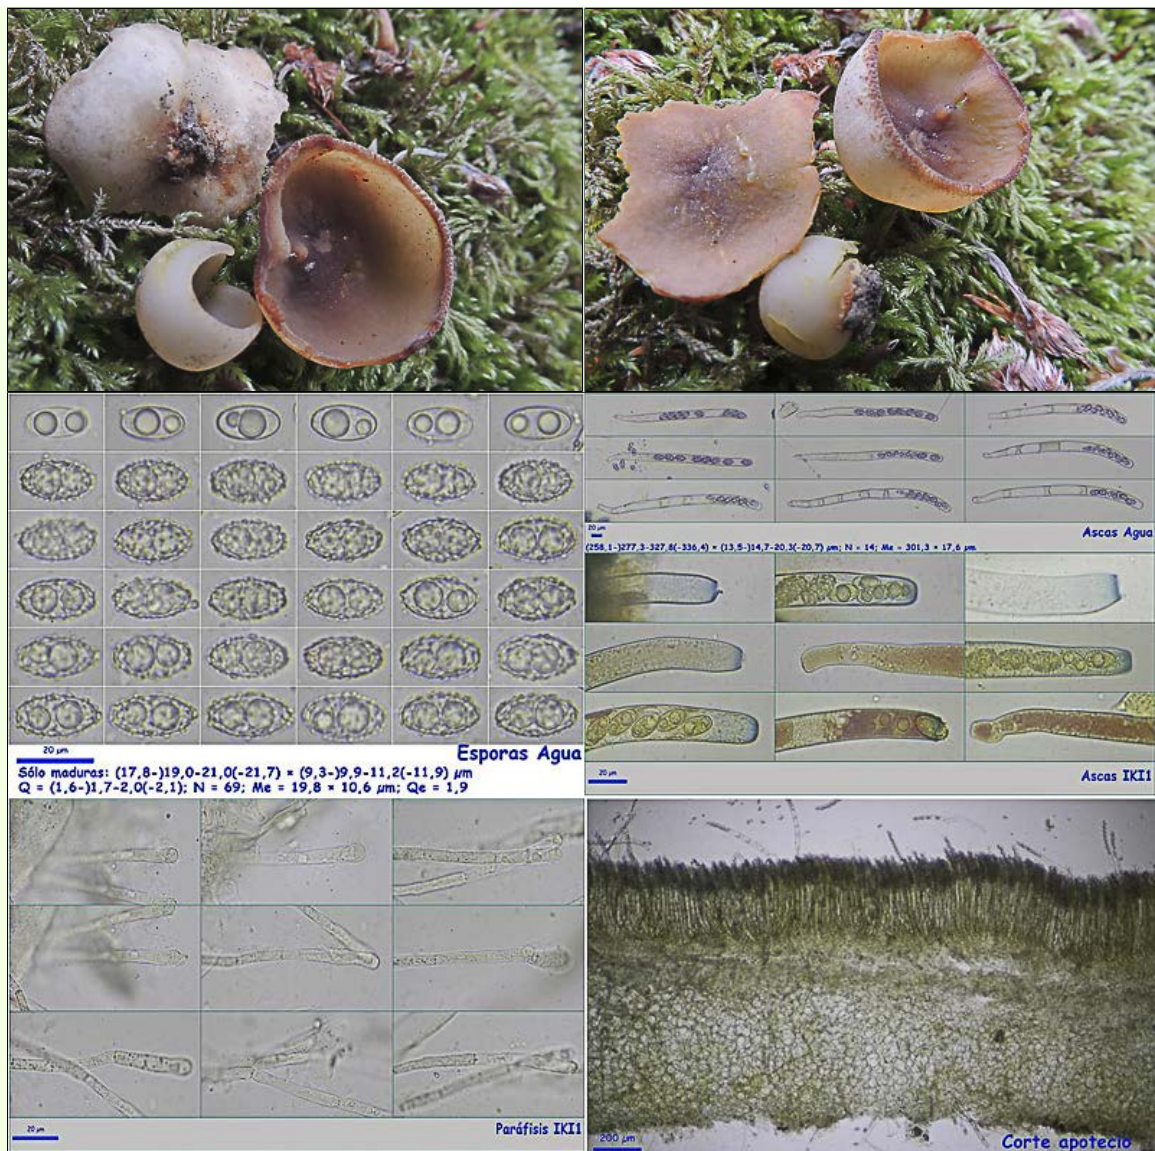 20 µm
Esporas Agua
Sólo maduras: (17,8-)19,0-21,0(-21,7) × (9,3-)9,9-11,2(-11,9) µm
Q = (1,6-)1,7-2,0(-2,1); N = 69; Me = 19,8 × 10,6 µm; Qe = 1,9
20 µm
Ascas Agua
(258,1-)277,3-327,8(-336,4) × (13,5-)14,7-20,3(-20,7) µm; N = 14; Me = 301,3 × 17,6 µm
20 µm
Ascas IKI1
20 µm
Paráfisis IKI1
200 µm
Corte apotecio